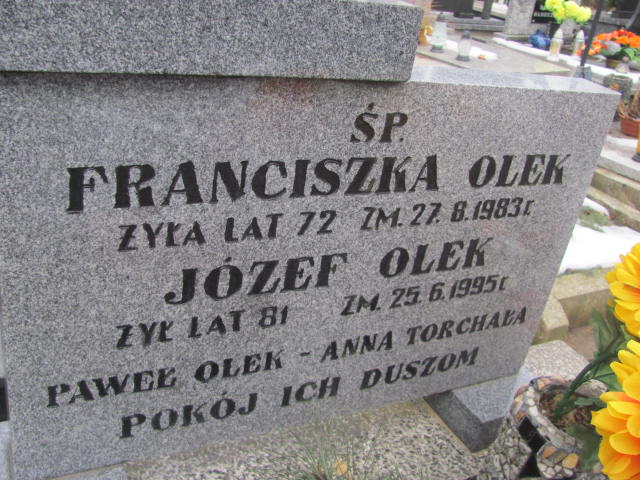 ŚP.
FRANCISZKA OLEK
ŻYŁA LAT 72 ZM. 27. 8. 1983 r.
JÓZEF OLEK
ŻYŁ LAT 81 ZM. 25. 6. 1995 r.
PAWEŁ OLEK - ANNA TORCHAŁA
POKÓJ ICH DUSZOM